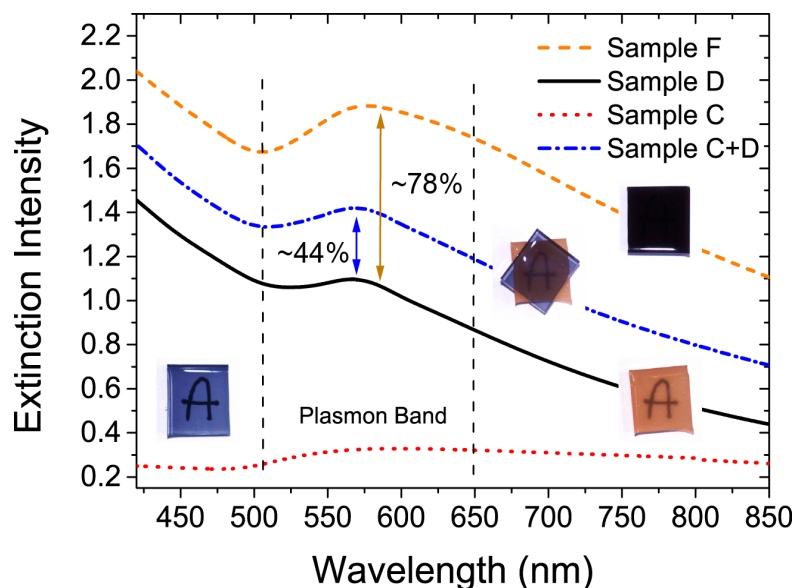 2.2
2.0
1.8
1.6
1.4
1.2
1.0
0.8
0.6
0.4
0.2
Extinction Intensity
Sample F
Sample D
Sample C
Sample C+D
~78%
~44%
A
A
A
A
Plasmon Band
450 500 550 600 650 700 750 800 850
Wavelength (nm)